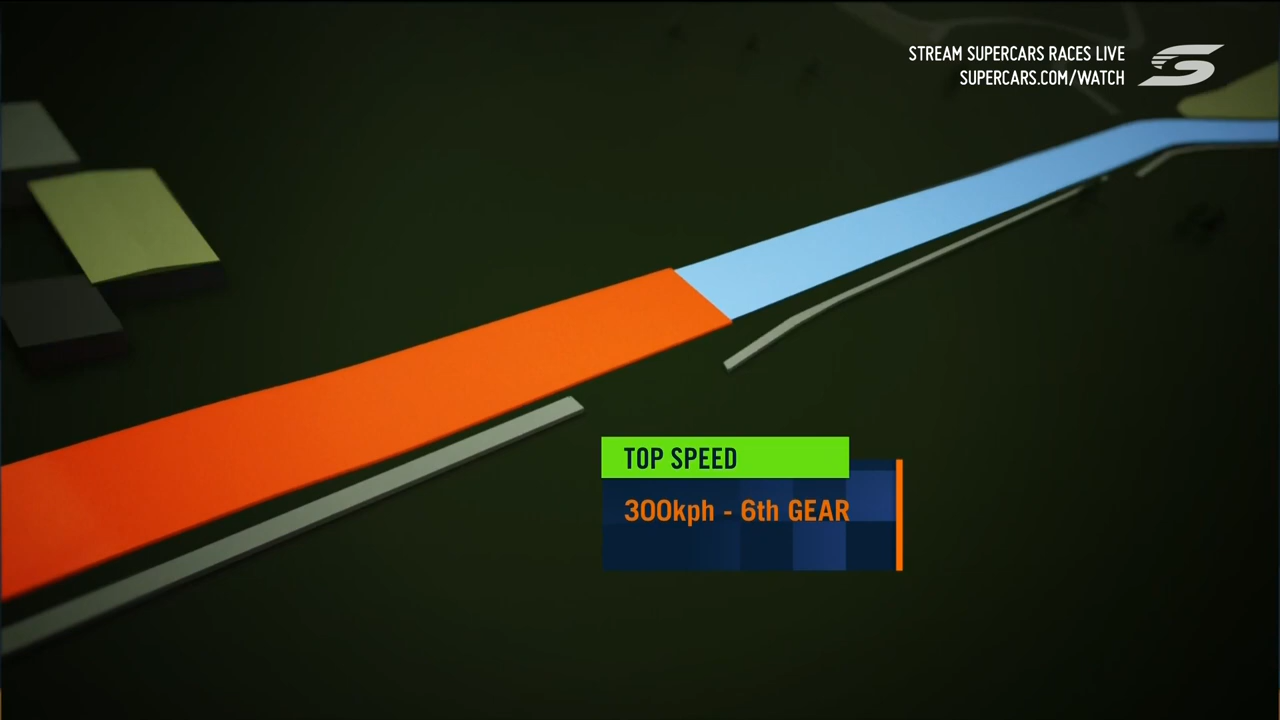 STREAM SUPERCARS RACES LIVE
SUPERCARS.COM/WATCH
TOP SPEED
300kph - 6th GEAR